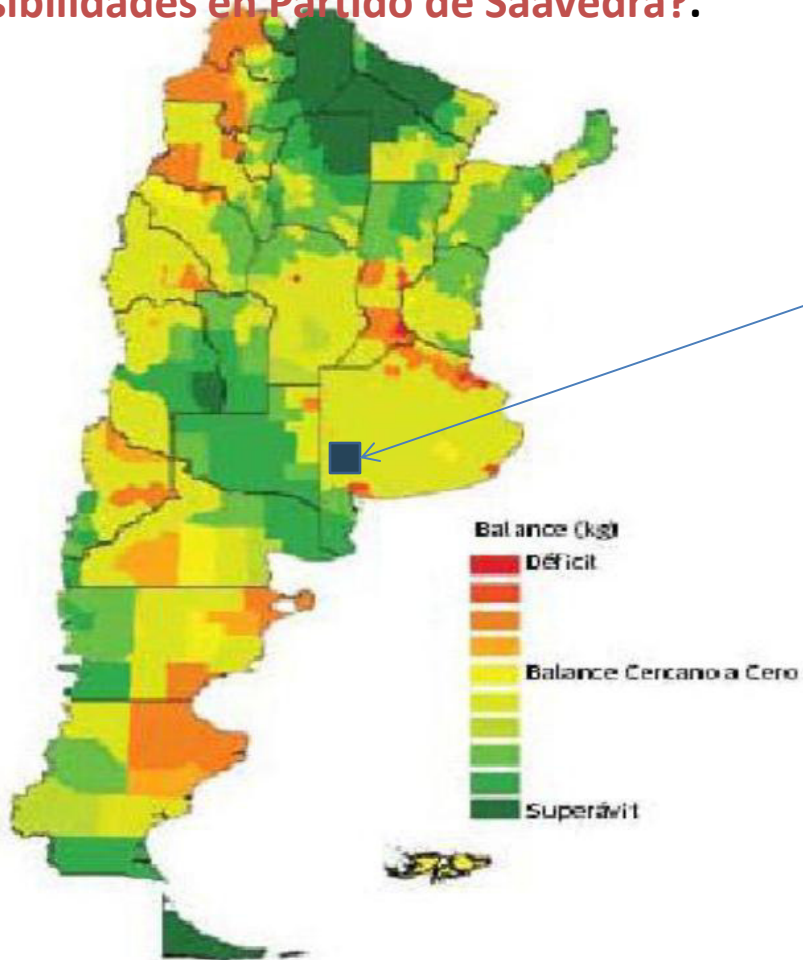 sibilidades en Partido de Saavedra?.
Balance (kg)
Déficit
Balance Cercano a Cero
Superávit